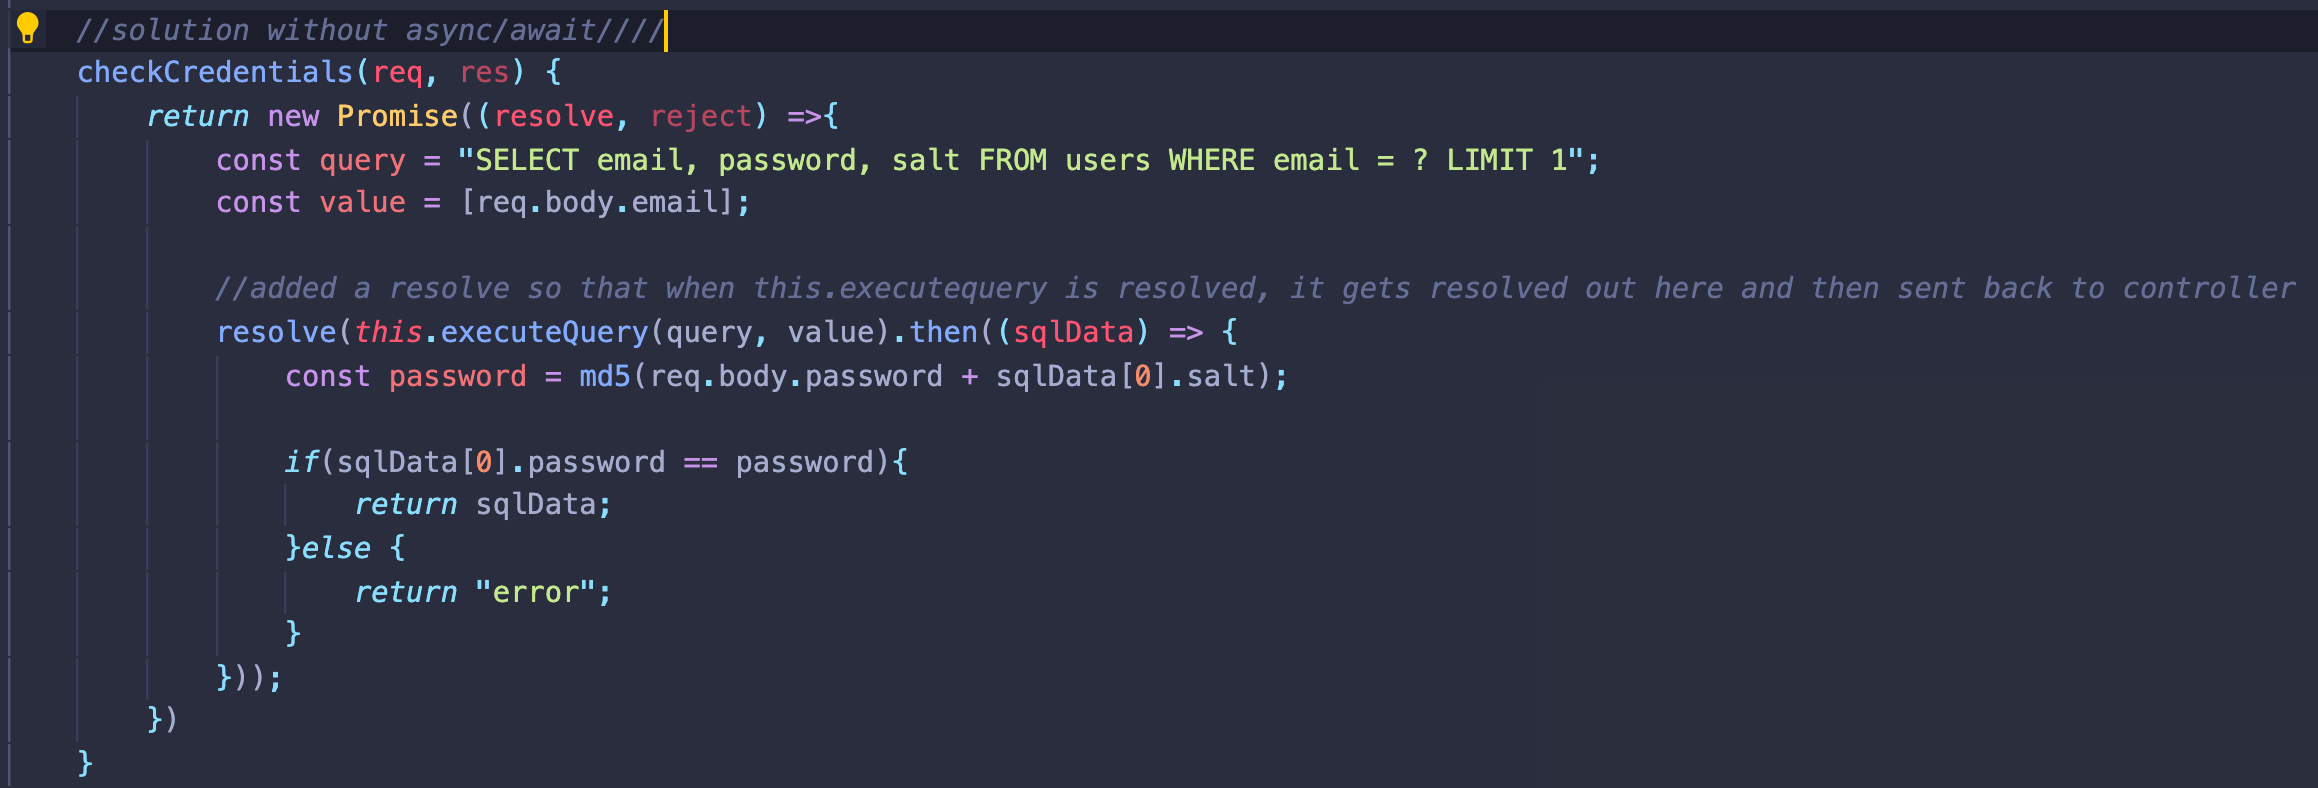 //solution without async/await////
checkCredentials(req, res) {
return new Promise((resolve, reject) =>{
const query = "SELECT email, password, salt FROM users WHERE email = ? LIMIT 1";
const value = [req.body.email];
//added a resolve so that when this.executequery is resolved, it gets resolved out here and then sent back to controller
resolve(this.executeQuery(query, value).then((sqlData) => {
const password = md5(req.body.password + sqlData[0].salt);
if(sqlData[0].password == password){
return sqlData;
}else {
return "error";
}
}));
})
}